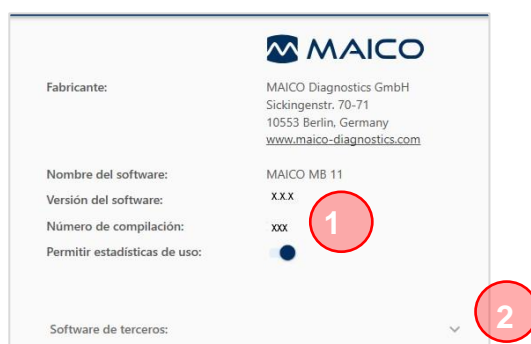 MAICO
Fabricante: MAICO Diagnostics GmbH
Sickingenstr. 70-71
10553 Berlin, Germany
www.maico-diagnostics.com
Nombre del software: MAICO MB 11
Versión del software: X.X.X
Número de compilación: xxx
1
Permitir estadísticas de uso:
Software de terceros:
2